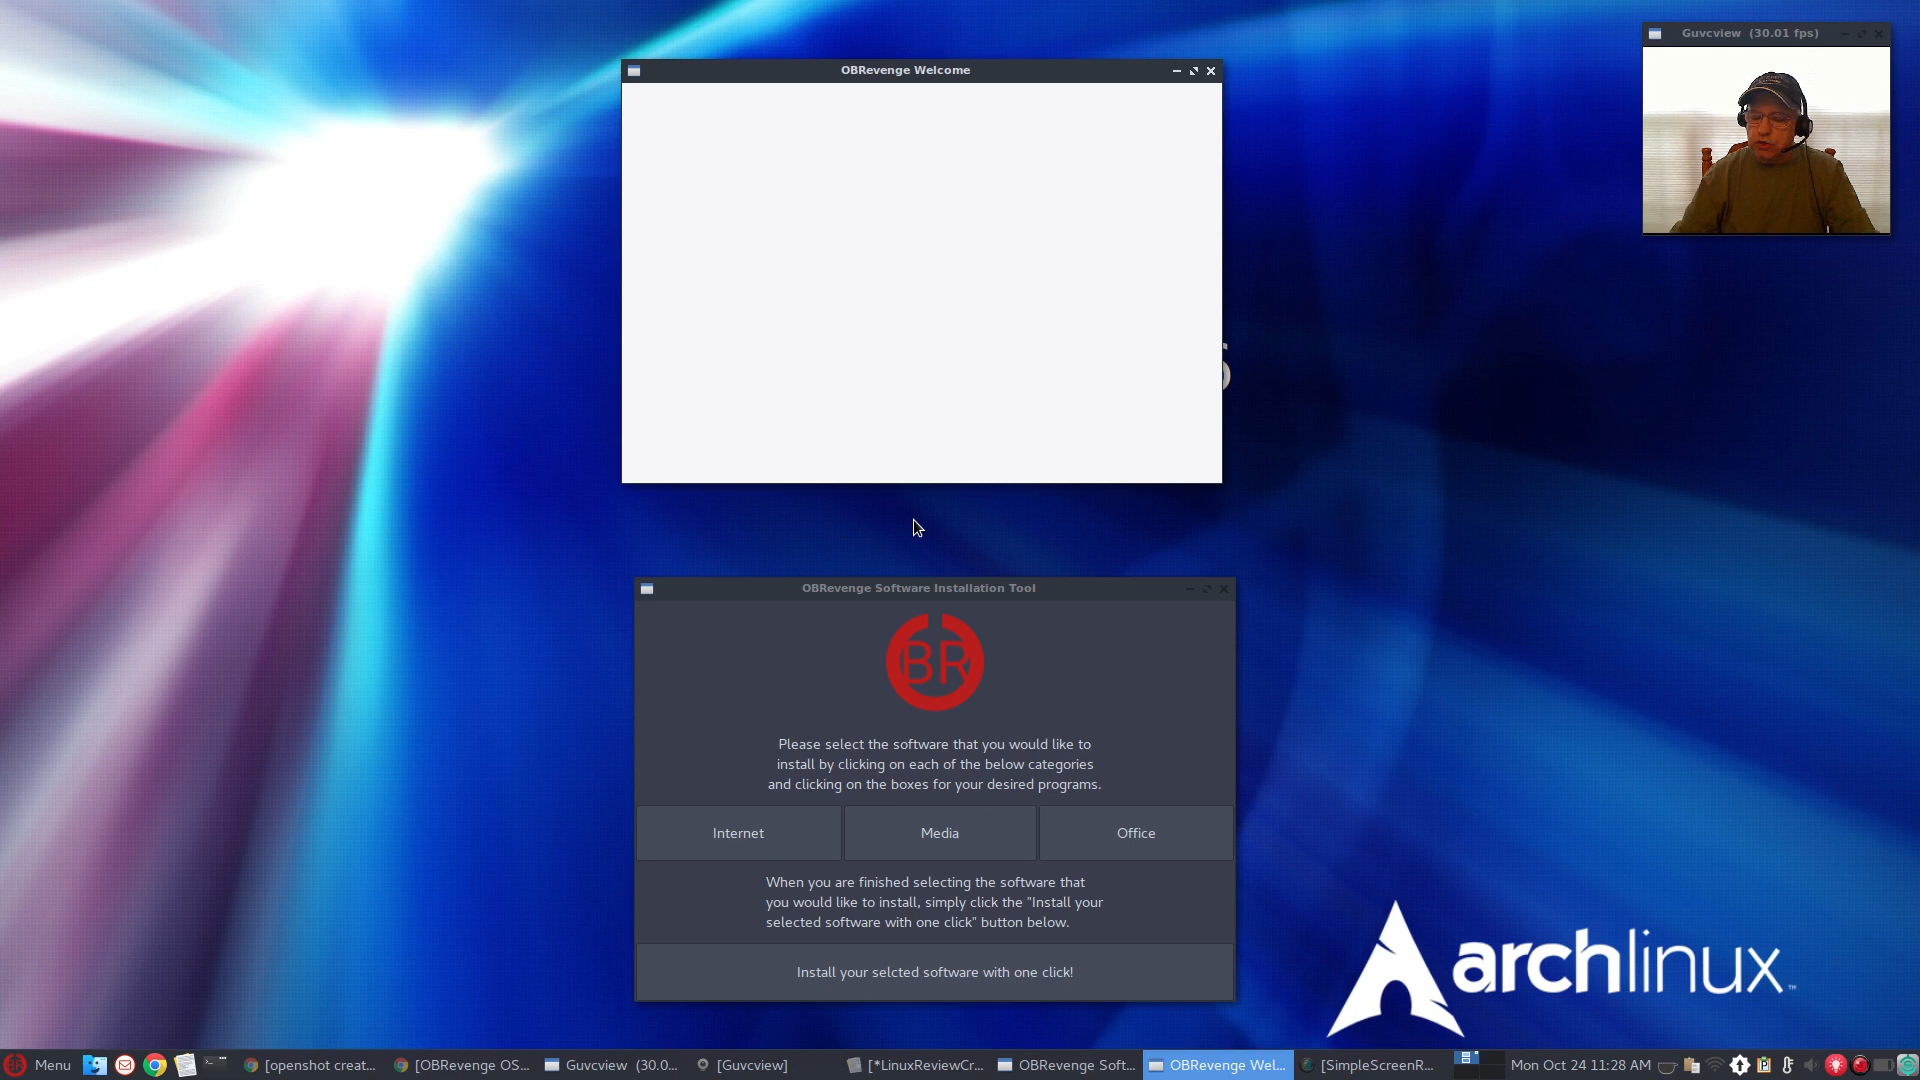 OBRevenge Welcome
Guvcview (30.01 fps)
OBRevenge Software Installation Tool
BR
Please select the software that you would like to
install by clicking on each of the below categories
and clicking on the boxes for your desired programs.
Internet
Media
Office
When you are finished selecting the software that
you would like to install, simply click the "Install your
selected software with one click" button below.
Install your selcted software with one click!
archlinux™
Menu
[openshot creat...
[OBRevenge OS...
Guvcview (30.0...
[Guvcview]
[*LinuxReviewCr...
OBRevenge Soft...
OBRevenge Wel...
[SimpleScreenR...
Mon Oct 24 11:28 AM